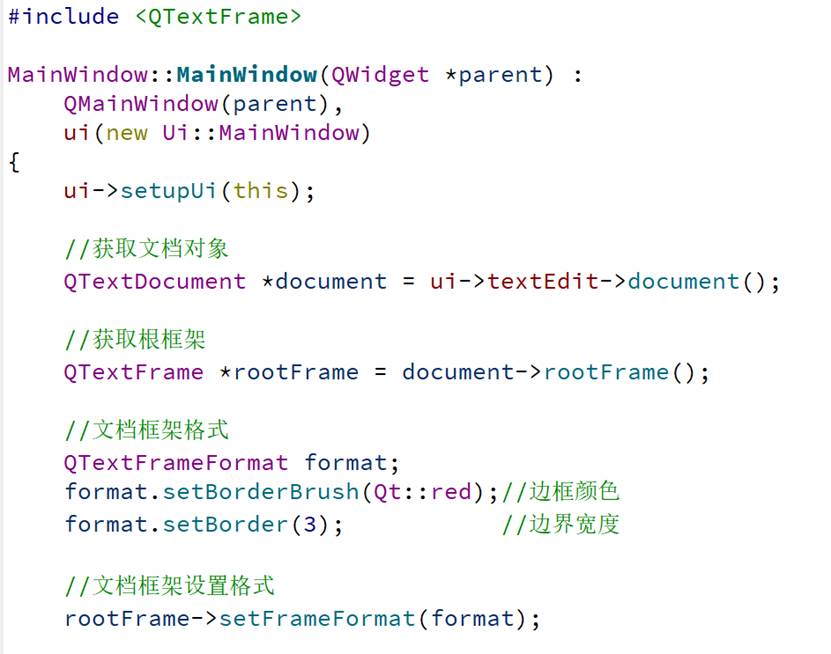 #include <QTextFrame>
MainWindow::MainWindow(QWidget *parent) :
    QMainWindow(parent),
    ui(new Ui::MainWindow)
{
    ui->setupUi(this);
    //获取文档对象
    QTextDocument *document = ui->textEdit->document();
    //获取根框架
    QTextFrame *rootFrame = document->rootFrame();
    //文档框架格式
    QTextFrameFormat format;
    format.setBorderBrush(Qt::red);//边框颜色
    format.setBorder(3);           //边界宽度
    //文档框架设置格式
    rootFrame->setFrameFormat(format);